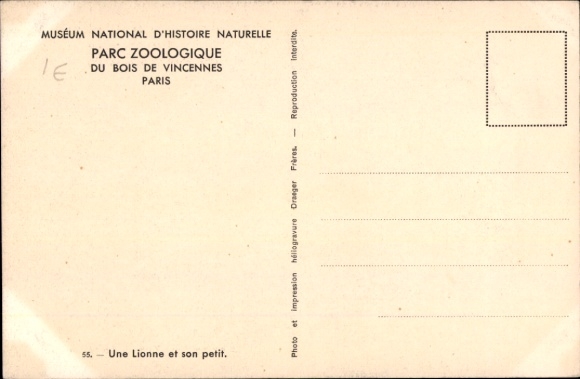 MUSÉUM NATIONAL D'HISTOIRE NATURELLE
PARC ZOOLOGIQUE
DU BOIS DE VINCENNES
PARIS
1 €
55. — Une Lionne et son petit.
Photo et impression héliogravure Draeger Frères. — Reproduction Interdite.